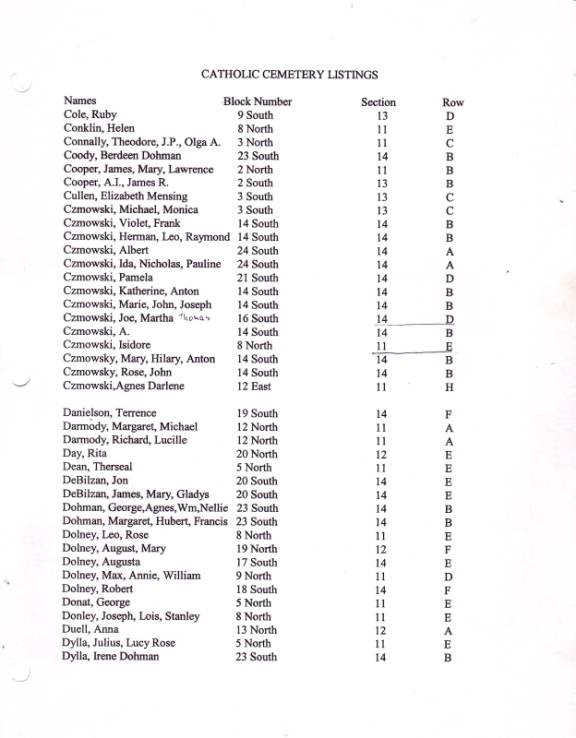 CATHOLIC CEMETERY LISTINGS
Names Block Number Section Row
Cole, Ruby 9 South 13 D
Conklin, Helen 8 North 11 E
Connally, Theodore, J.P., Olga A. 3 North 11 C
Coody, Berdeen Dohman 23 South 14 B
Cooper, James, Mary, Lawrence 2 North 11 B
Cooper, A.I., James R. 2 South 13 B
Cullen, Elizabeth Mensing 3 South 13 C
Czmowski, Michael, Monica 3 South 13 C
Czmowski, Violet, Frank 14 South 14 B
Czmowski, Herman, Leo, Raymond 14 South 14 B
Czmowski, Albert 24 South 14 A
Czmowski, Ida, Nicholas, Pauline 24 South 14 A
Czmowski, Pamela 21 South 14 D
Czmowski, Katherine, Anton 14 South 14 B
Czmowski, Marie, John, Joseph 14 South 14 B
Czmowski, Joe, Martha Thomas 16 South 14 D
Czmowski, A. 14 South 14 B
Czmowski, Isidore 8 North 11 E
Czmowsky, Mary, Hilary, Anton 14 South 14 B
Czmowsky, Rose, John 14 South 14 B
Czmowski,Agnes Darlene 12 East 11 H
Danielson, Terrence 19 South 14 F
Darmody, Margaret, Michael 12 North 11 A
Darmody, Richard, Lucille 12 North 11 A
Day, Rita 20 North 12 E
Dean, Therseal 5 North 11 E
DeBilzan, Jon 20 South 14 E
DeBilzan, James, Mary, Gladys 20 South 14 E
Dohman, George,Agnes,Wm,Nellie 23 South 14 B
Dohman, Margaret, Hubert, Francis 23 South 14 B
Dolney, Leo, Rose 8 North 11 E
Dolney, August, Mary 19 North 12 F
Dolney, Augusta 17 South 14 E
Dolney, Max, Annie, William 9 North 11 D
Dolney, Robert 18 South 14 F
Donat, George 5 North 11 E
Donley, Joseph, Lois, Stanley 8 North 11 E
Duell, Anna 13 North 12 A
Dylla, Julius, Lucy Rose 5 North 11 E
Dylla, Irene Dohman 23 South 14 B